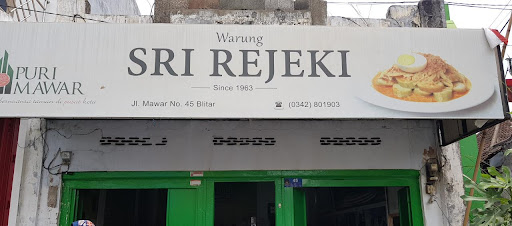 PURI
MAWAR
Warung
SRI REJEKI
Since 1963
Jl. Mawar No. 45 Blitar
(0342) 801903